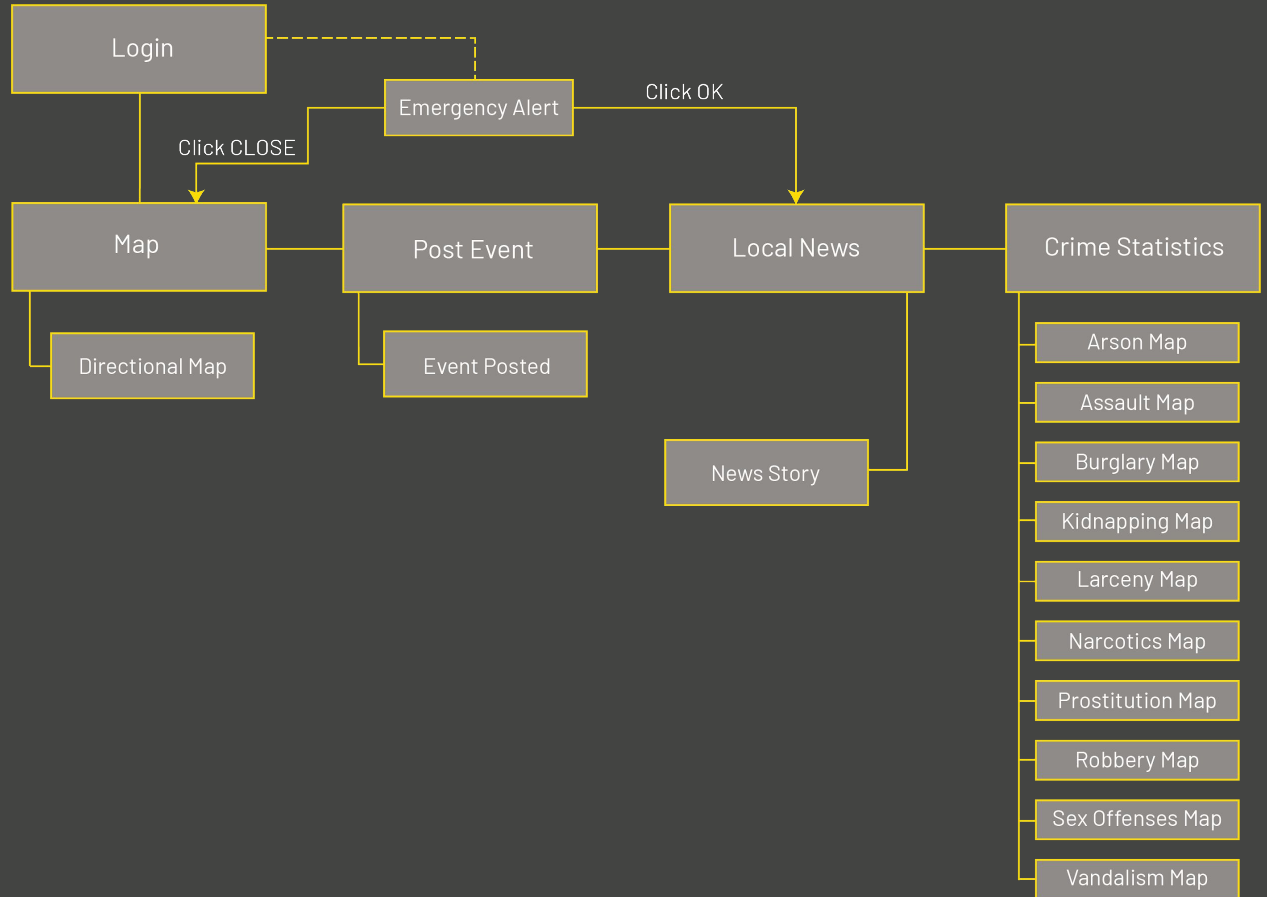 Login
Emergency Alert
Click OK
Click CLOSE
Map
Post Event
Local News
Crime Statistics
Directional Map
Event Posted
News Story
Arson Map
Assault Map
Burglary Map
Kidnapping Map
Larceny Map
Narcotics Map
Prostitution Map
Robbery Map
Sex Offenses Map
Vandalism Map